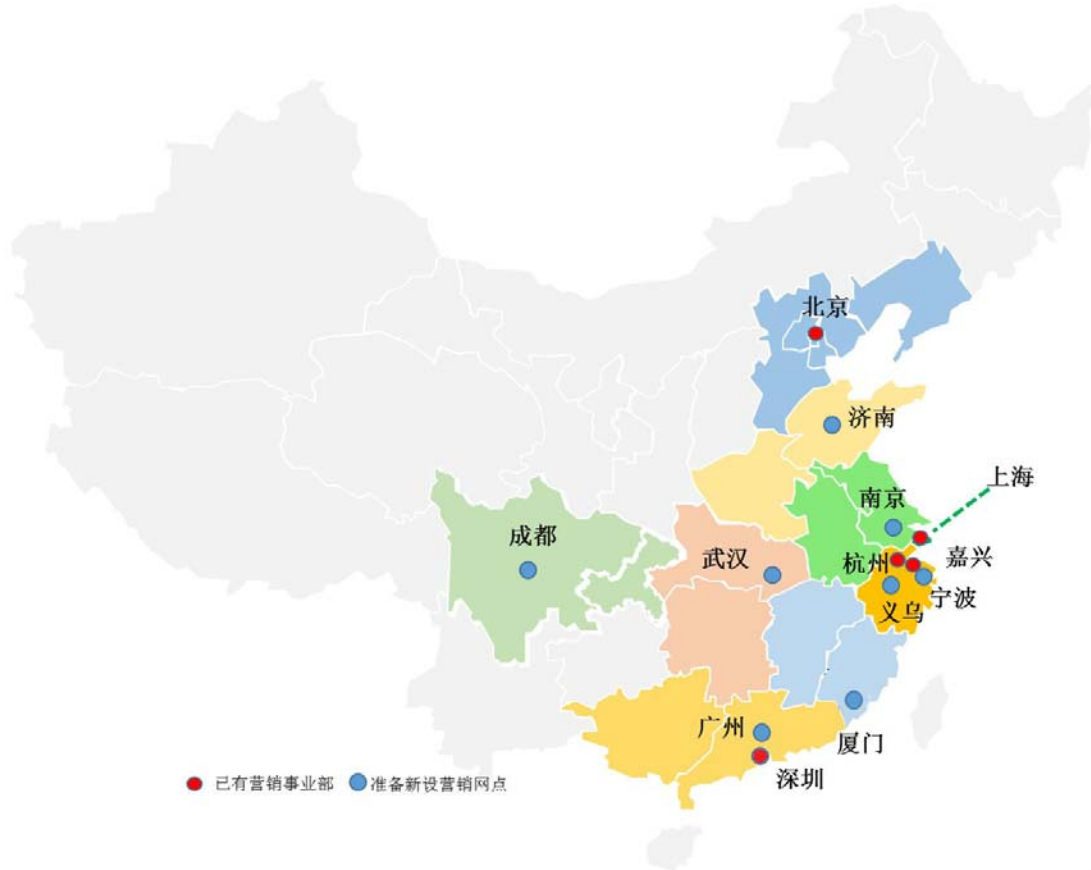 北京
济南
上海
南京
成都
武汉
杭州
嘉兴
宁波
义乌
广州
厦门
深圳
已有营销事业部
准备新设营销网点